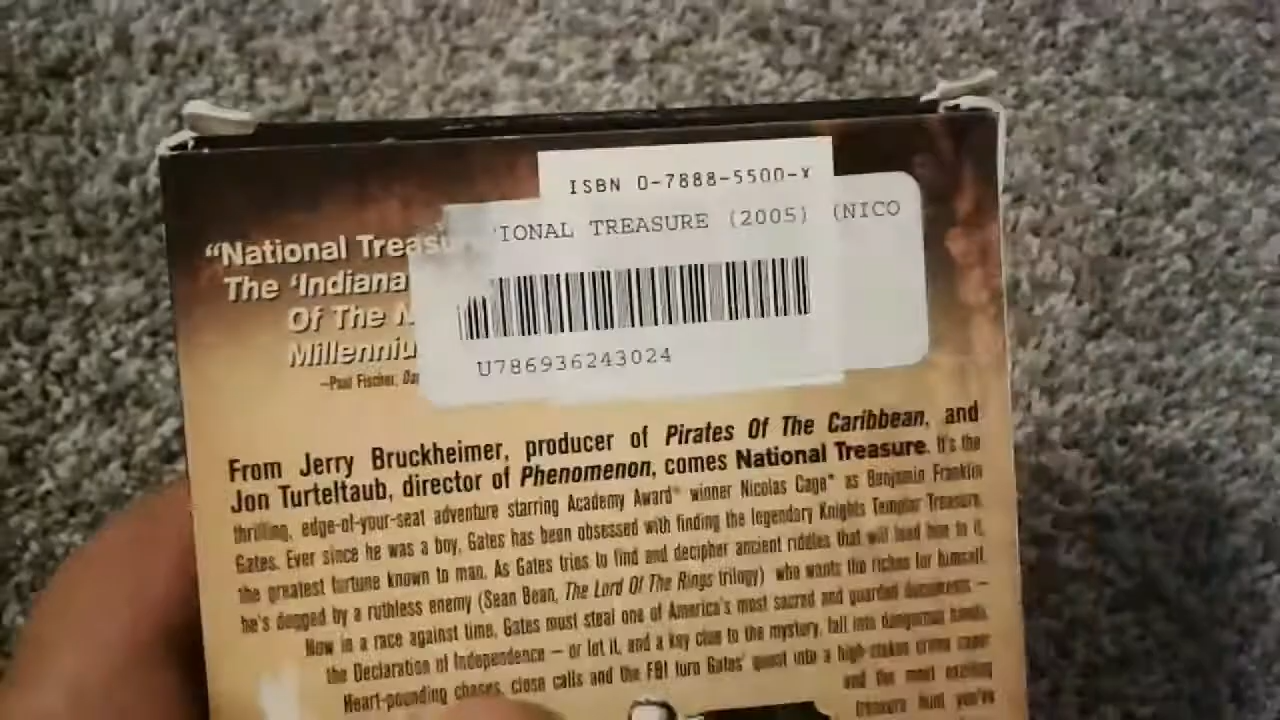 ISBN 0-7888-5500-X
IONAL TREASURE (2005) (NICO
U786936243024
“National Treasu
The ‘Indiana
Of The
Millenniu
–Paul Fischer,
From Jerry Bruckheimer, producer of Pirates Of The Caribbean, and
Jon Turteltaub, director of Phenomenon, comes National Treasure. It's the
thrilling, edge-of-your-seat adventure starring Academy Award® winner Nicolas Cage* as Benjamin Franklin
Gates. Ever since he was a boy, Gates has been obsessed with finding the legendary Knights Templar Treasure,
the greatest fortune known to man. As Gates tries to find and decipher ancient riddles that will lead him to it,
he's dogged by a ruthless enemy (Sean Bean, The Lord Of The Rings trilogy) who wants the riches for himself.
Now in a race against time, Gates must steal one of America's most sacred and guarded documents –
the Declaration of Independence – or let it, and a key clue to the mystery, fall into dangerous hands.
Heart-pounding chases, close calls and the FBI turn Gates' quest into a high-stakes crime caper
and the most exciting
treasure hunt you've